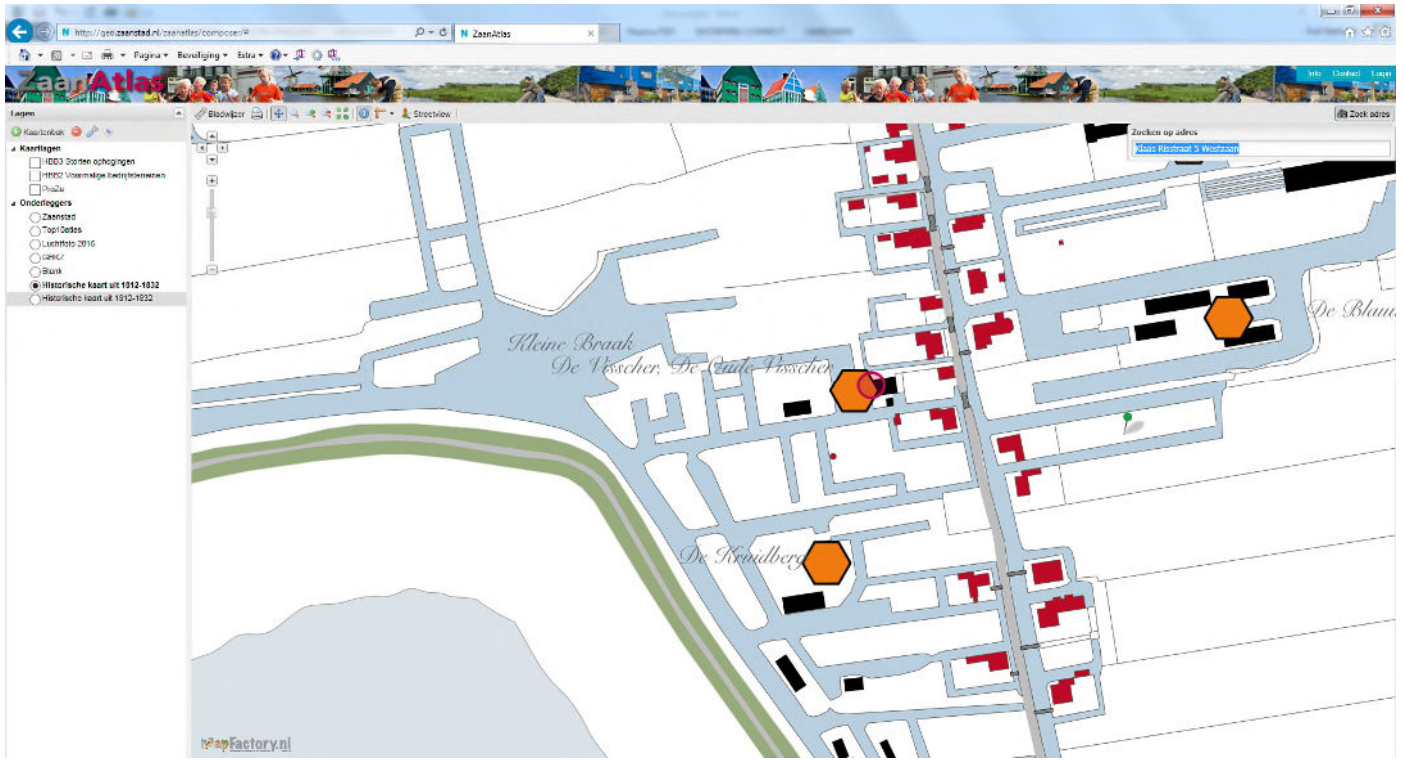 http://geo.zaanstad.nl/zaanatlas/composer/#
ZaanAtlas
Pagina
Beveiliging
Extra
ZaanAtlas
Info
Contact
Login
Lagen
Bladwijzer
Streetview
Zoek adres
Kaartenbak
Zoeken op adres
Klaas Risstraat 5 Westzaan
Kaartlagen
HBB3 Storten ophogingen
HBB2 Voormalige bedrijfsterreinen
ProZa
Onderleggers
Zaanstad
Top10atlas
Luchtfoto 2016
GBKZ
Blank
Historische kaart uit 1812-1832
Historische kaart uit 1812-1832
De Blauw
Kleine Braak
De Visscher, De Oude Visscher
De Kruidberg
MapFactory.nl